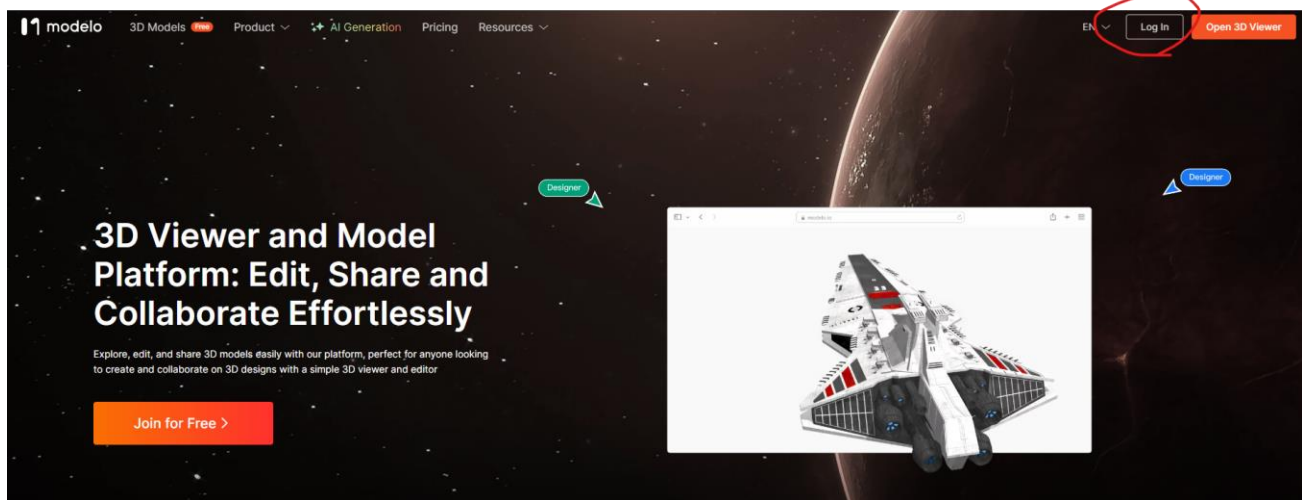 modelo 3D Models Free Product AI Generation Pricing Resources EN Log In Open 3D Viewer
Designer
Designer
modelo.io
3D Viewer and Model
Platform: Edit, Share and
Collaborate Effortlessly
Explore, edit, and share 3D models easily with our platform, perfect for anyone looking
to create and collaborate on 3D designs with a simple 3D viewer and editor
Join for Free >